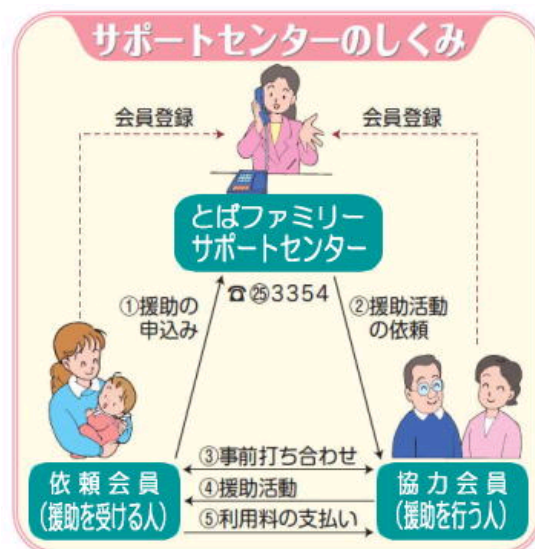 サポートセンターのしくみ
会員登録
会員登録
とばファミリー
サポートセンター
☎㉕3354
①援助の
申込み
②援助活動
の依頼
③事前打ち合わせ
④援助活動
⑤利用料の支払い
依頼会員
(援助を受ける人)
協力会員
(援助を行う人)